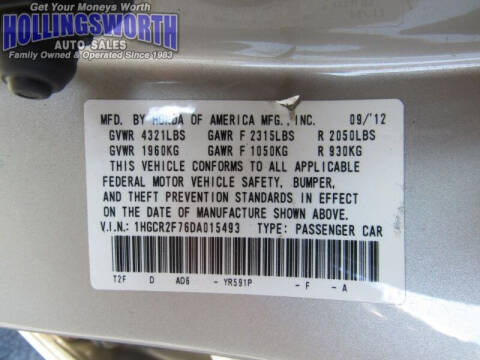 Get Your Moneys Worth
HOLLINGSWORTH
AUTO SALES
Family Owned & Operated Since 1983
MFD. BY HONDA OF AMERICA MFG., INC. 09/'12
GVWR 4321LBS GAWR F 2315LBS R 2050LBS
GVWR 1960KG GAWR F 1050KG R 930KG
THIS VEHICLE CONFORMS TO ALL APPLICABLE
FEDERAL MOTOR VEHICLE SAFETY, BUMPER,
AND THEFT PREVENTION STANDARDS IN EFFECT
ON THE DATE OF MANUFACTURE SHOWN ABOVE.
V.I.N.: 1HGCR2F76DA015493 TYPE: PASSENGER CAR
T2F D AD6 - YR591P - F - A